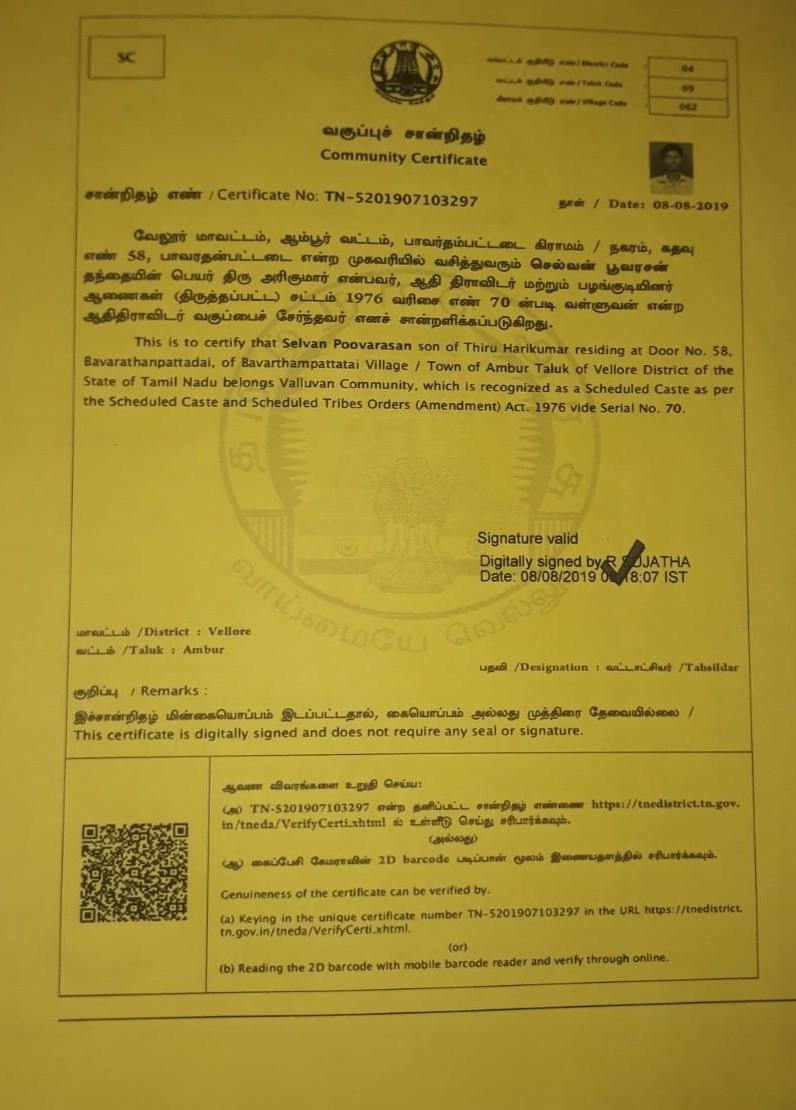 SC
மாவட்டக் குறியீடு எண் / District Code : 04
வட்டக் குறியீடு எண் / Taluk Code : 09
கிராமக் குறியீடு எண் / Village Code : 062
வகுப்புச் சான்றிதழ்
Community Certificate
சான்றிதழ் எண் / Certificate No: TN-5201907103297
நாள் / Date: 08-08-2019
வேலூர் மாவட்டம், ஆம்பூர் வட்டம், பாவர்தம்பட்டடை கிராமம் / நகரம், கதவு
எண் 58, பாவரதன்பட்டடை என்ற முகவரியில் வசித்துவரும் செல்வன் பூவரசன்
தந்தையின் பெயர் திரு அரிகுமார் என்பவர், ஆதி திராவிடர் மற்றும் பழங்குடியினர்
ஆணைகள் (திருத்தப்பட்ட) சட்டம் 1976 வரிசை எண் 70 ன்படி வள்ளுவன் என்ற
ஆதிதிராவிடர் வகுப்பைச் சேர்ந்தவர் எனச் சான்றளிக்கப்படுகிறது.
This is to certify that Selvan Poovarasan son of Thiru Harikumar residing at Door No. 58,
Bavarathanpattadai, of Bavarthampattatai Village / Town of Ambur Taluk of Vellore District of the
State of Tamil Nadu belongs Valluvan Community, which is recognized as a Scheduled Caste as per
the Scheduled Caste and Scheduled Tribes Orders (Amendment) Act. 1976 vide Serial No. 70.
வாய்மையே வெல்லும்
Signature valid
Digitally signed by R SUJATHA
Date: 08/08/2019 18:07 IST
மாவட்டம் /District : Vellore
வட்டம் /Taluk : Ambur
பதவி /Designation : வட்டாட்சியர் /Tahsildar
குறிப்பு / Remarks :
இச்சான்றிதழ் மின்கையொப்பம் இடப்பட்டதால், கையொப்பம் அல்லது முத்திரை தேவையில்லை /
This certificate is digitally signed and does not require any seal or signature.
ஆவண விவரங்களை உறுதி செய்ய:
(அ) TN-5201907103297 என்ற தனிப்பட்ட சான்றிதழ் எண்ணை https://tnedistrict.tn.gov.
in/tneda/VerifyCerti.xhtml ல் உள்ளீடு செய்து சரிபார்க்கவும்.
(அல்லது)
(ஆ) கைப்பேசி கேமராவின் 2D barcode படிப்பான் மூலம் இணையதளத்தில் சரிபார்க்கவும்.
Genuineness of the certificate can be verified by.
(a) Keying in the unique certificate number TN-5201907103297 in the URL https://tnedistrict.
tn.gov.in/tneda/VerifyCerti.xhtml.
(or)
(b) Reading the 2D barcode with mobile barcode reader and verify through online.